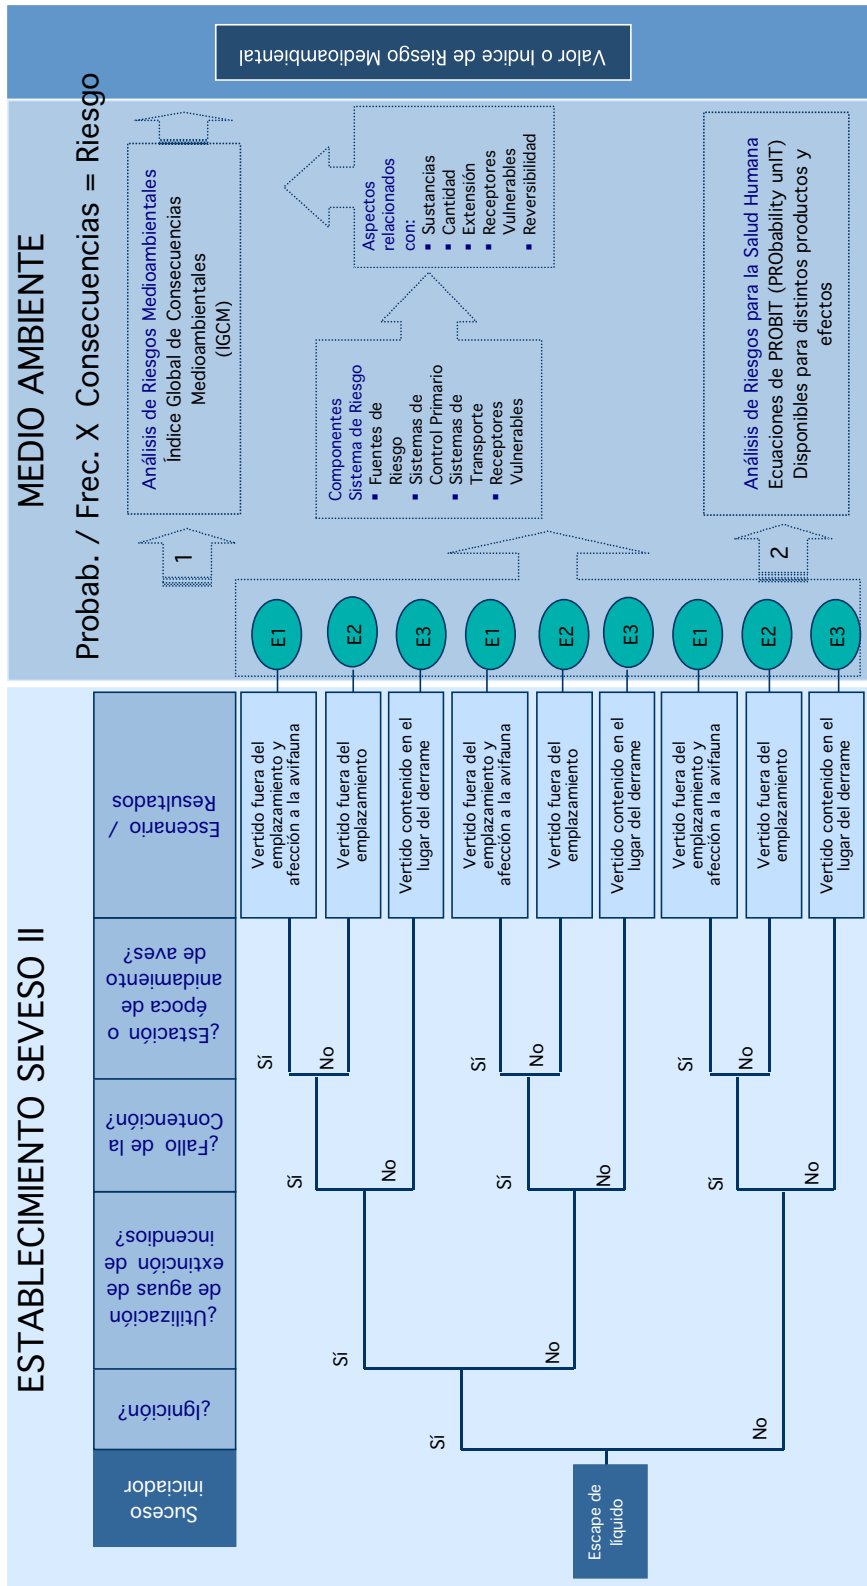 ESTABLECIMIENTO SEVESO II
MEDIO AMBIENTE
Probab. / Frec. X Consecuencias = Riesgo
Suceso
iniciador
¿Ignición?
¿Utilización
de aguas de
extinción de
incendios?
¿Fallo de la
Contención?
¿Estación o
época de
anidamiento
de aves?
Escenario /
Resultados
Escape de
líquido
Sí
No
Sí
No
Sí
No
Sí
No
Sí
No
Sí
No
Sí
No
Sí
No
Vertido fuera del
emplazamiento y
afección a la avifauna
Vertido fuera del
emplazamiento
Vertido contenido en el
lugar del derrame
Vertido fuera del
emplazamiento y
afección a la avifauna
Vertido fuera del
emplazamiento
Vertido contenido en el
lugar del derrame
Vertido fuera del
emplazamiento y
afección a la avifauna
Vertido fuera del
emplazamiento
Vertido contenido en el
lugar del derrame
E1
E2
E3
E1
E2
E3
E1
E2
E3
1
Análisis de Riesgos Medioambientales
Índice Global de Consecuencias
Medioambientales
(IGCM)
Componentes
Sistema de Riesgo
▪ Fuentes de
Riesgo
▪ Sistemas de
Control Primario
▪ Sistemas de
Transporte
▪ Receptores
Vulnerables
Aspectos
relacionados
con:
▪ Sustancias
▪ Cantidad
▪ Extensión
▪ Receptores
Vulnerables
▪ Reversibilidad
2
Análisis de Riesgos para la Salud Humana
Ecuaciones de PROBIT (PRObability unIT)
Disponibles para distintos productos y
efectos
Valor o Indice de Riesgo Medioambiental